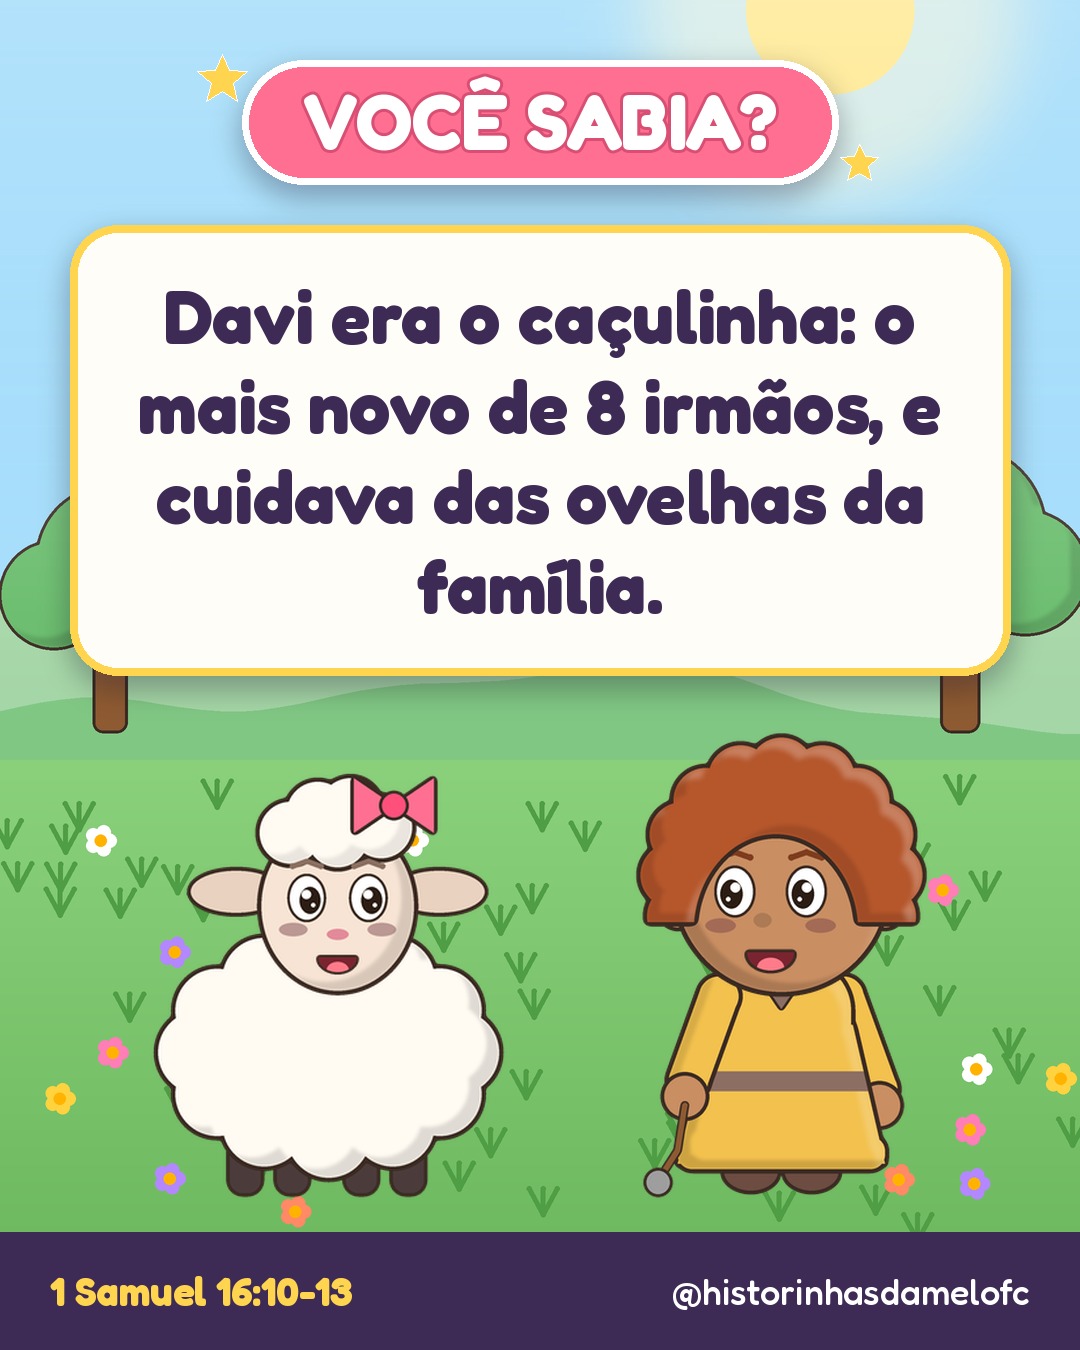 VOCÊ SABIA?
Davi era o caçulinha: o
mais novo de 8 irmãos, e
cuidava das ovelhas da
família.
1 Samuel 16:10-13
@historinhasdamelofc